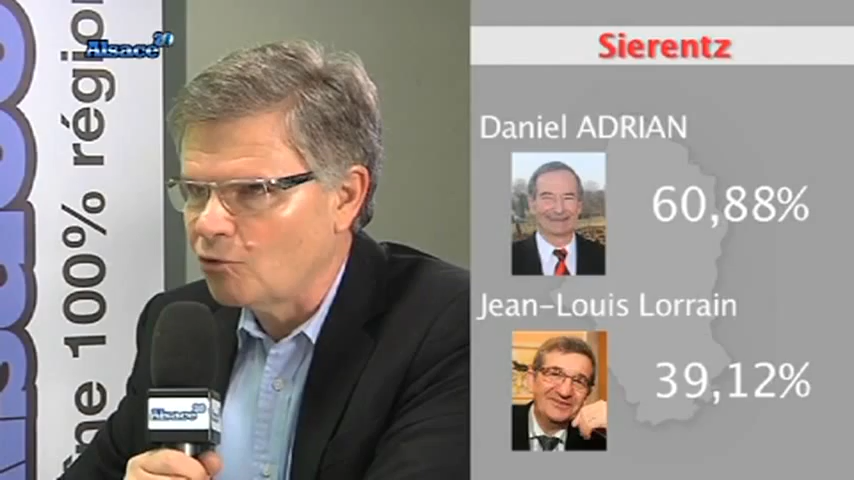 Alsace20
ne 100% régio
Alsace20
Sierentz
Daniel ADRIAN
60,88%
Jean-Louis Lorrain
39,12%